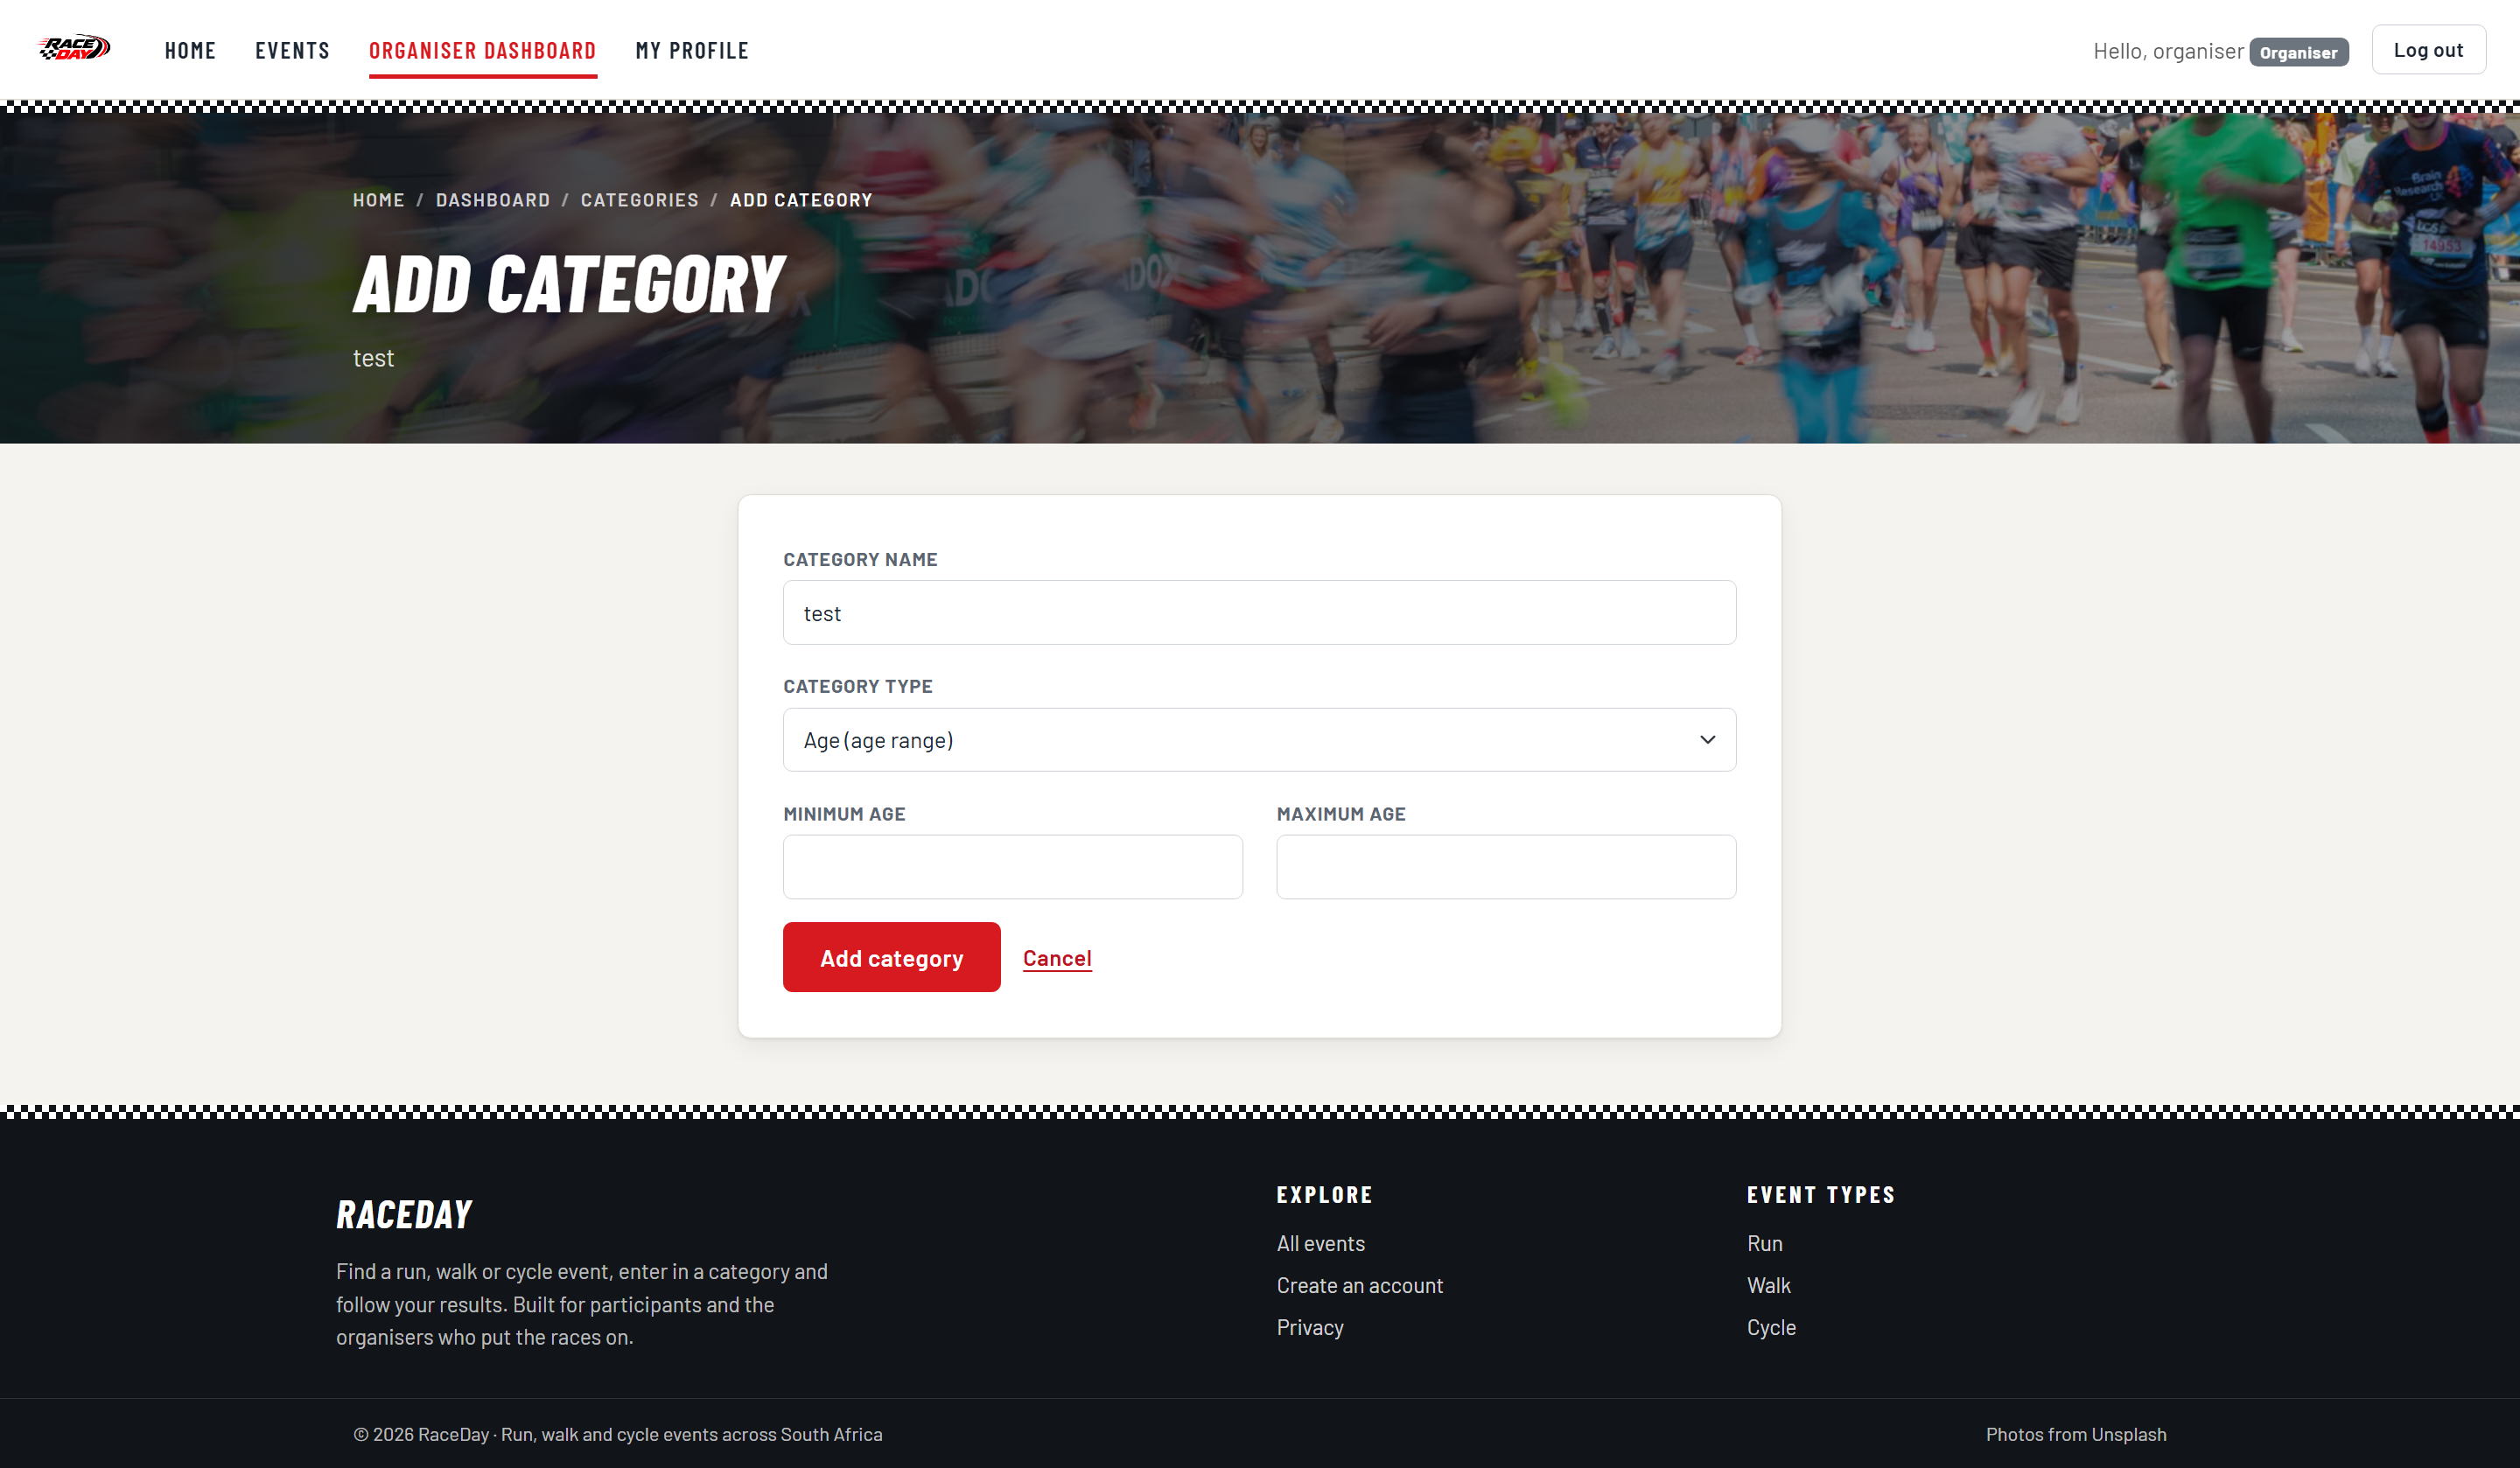 RACE DAY
HOME
EVENTS
ORGANISER DASHBOARD
MY PROFILE
Hello, organiser
Organiser
Log out
HOME / DASHBOARD / CATEGORIES / ADD CATEGORY
ADD CATEGORY
test
Brain
Research
14953
CATEGORY NAME
test
CATEGORY TYPE
Age (age range)
MINIMUM AGE
MAXIMUM AGE
Add category
Cancel
RACEDAY
Find a run, walk or cycle event, enter in a category and
follow your results. Built for participants and the
organisers who put the races on.
EXPLORE
All events
Create an account
Privacy
EVENT TYPES
Run
Walk
Cycle
© 2026 RaceDay · Run, walk and cycle events across South Africa
Photos from Unsplash